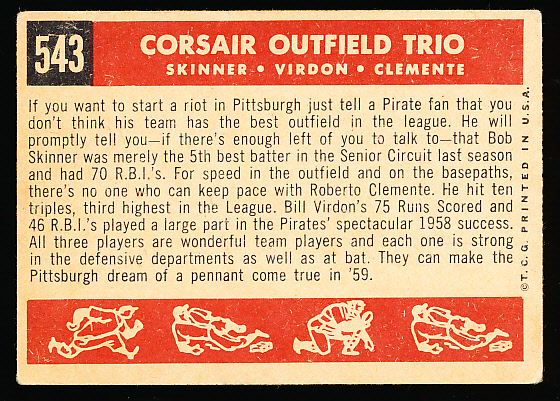 543
CORSAIR OUTFIELD TRIO
SKINNER • VIRDON • CLEMENTE
If you want to start a riot in Pittsburgh just tell a Pirate fan that you
don't think his team has the best outfield in the league. He will
promptly tell you—if there's enough left of you to talk to—that Bob
Skinner was merely the 5th best batter in the Senior Circuit last season
and had 70 R.B.I.'s. For speed in the outfield and on the basepaths,
there's no one who can keep pace with Roberto Clemente. He hit ten
triples, third highest in the League. Bill Virdon's 75 Runs Scored and
46 R.B.I.'s played a large part in the Pirates' spectacular 1958 success.
All three players are wonderful team players and each one is strong
in the defensive departments as well as at bat. They can make the
Pittsburgh dream of a pennant come true in '59.
©T.C.G. PRINTED IN U.S.A.